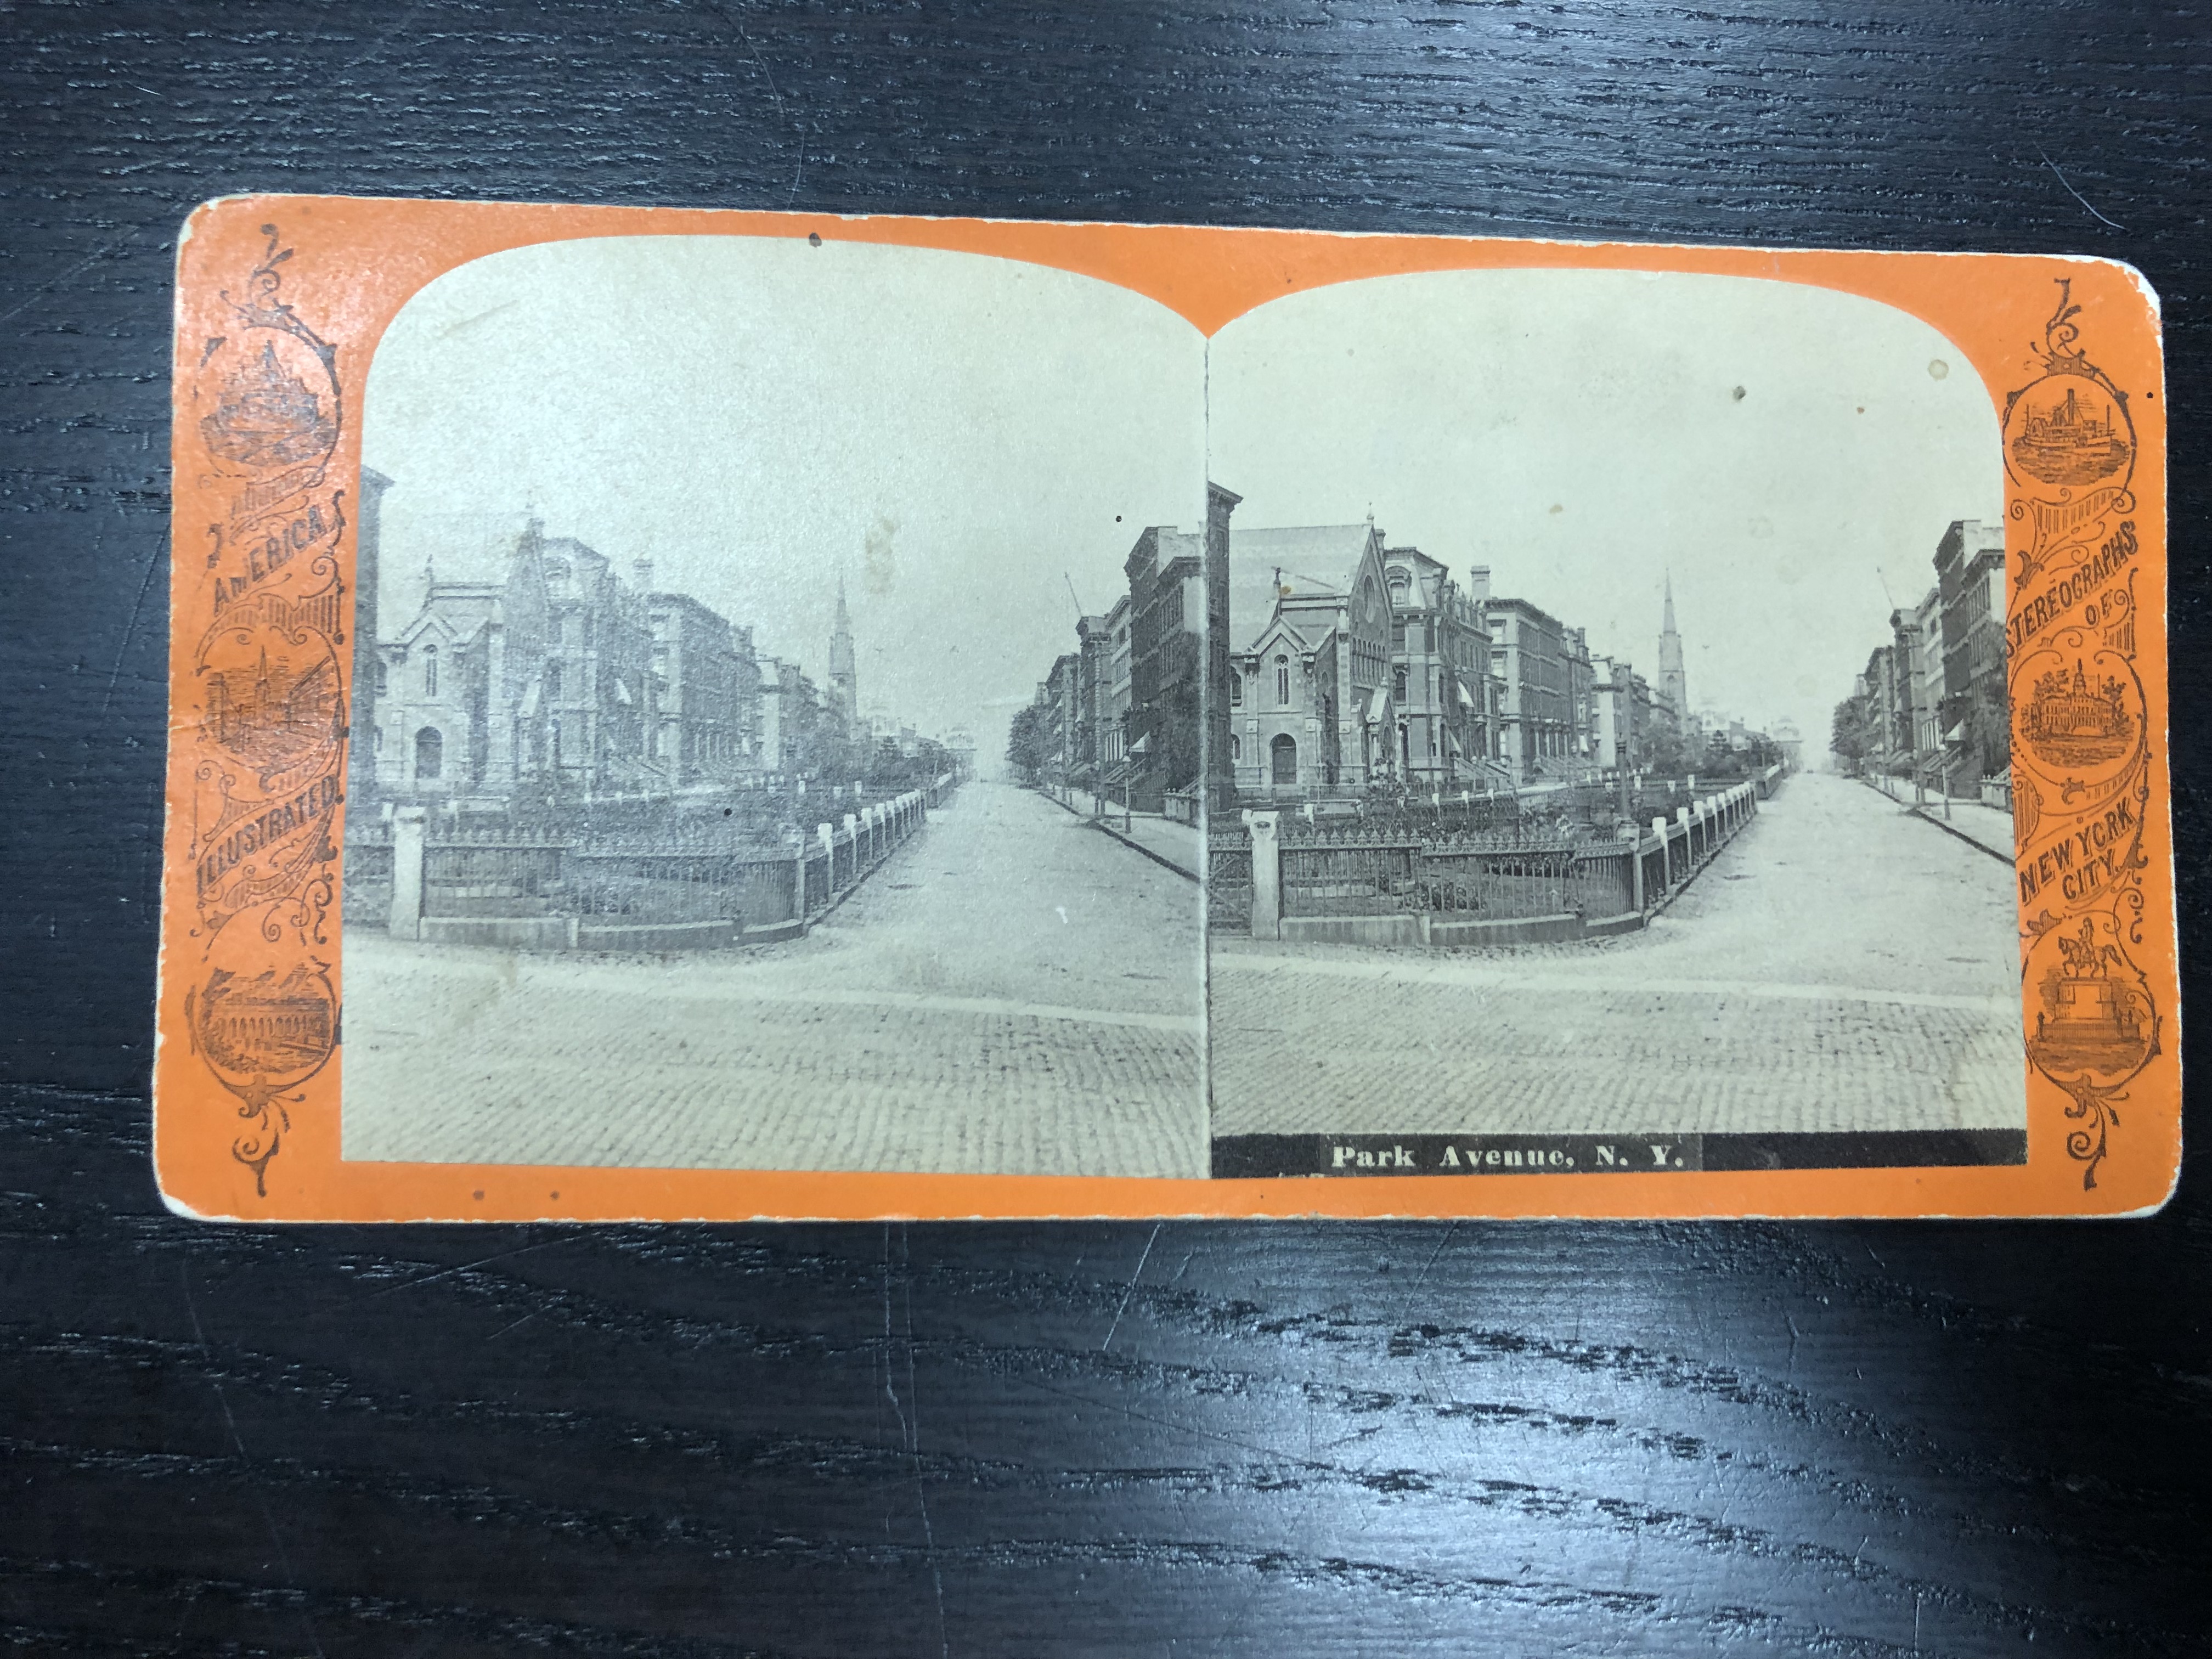 AMERICA
ILLUSTRATED.
STEREOGRAPHS
OF
NEW YORK
CITY.
Park Avenue, N. Y.